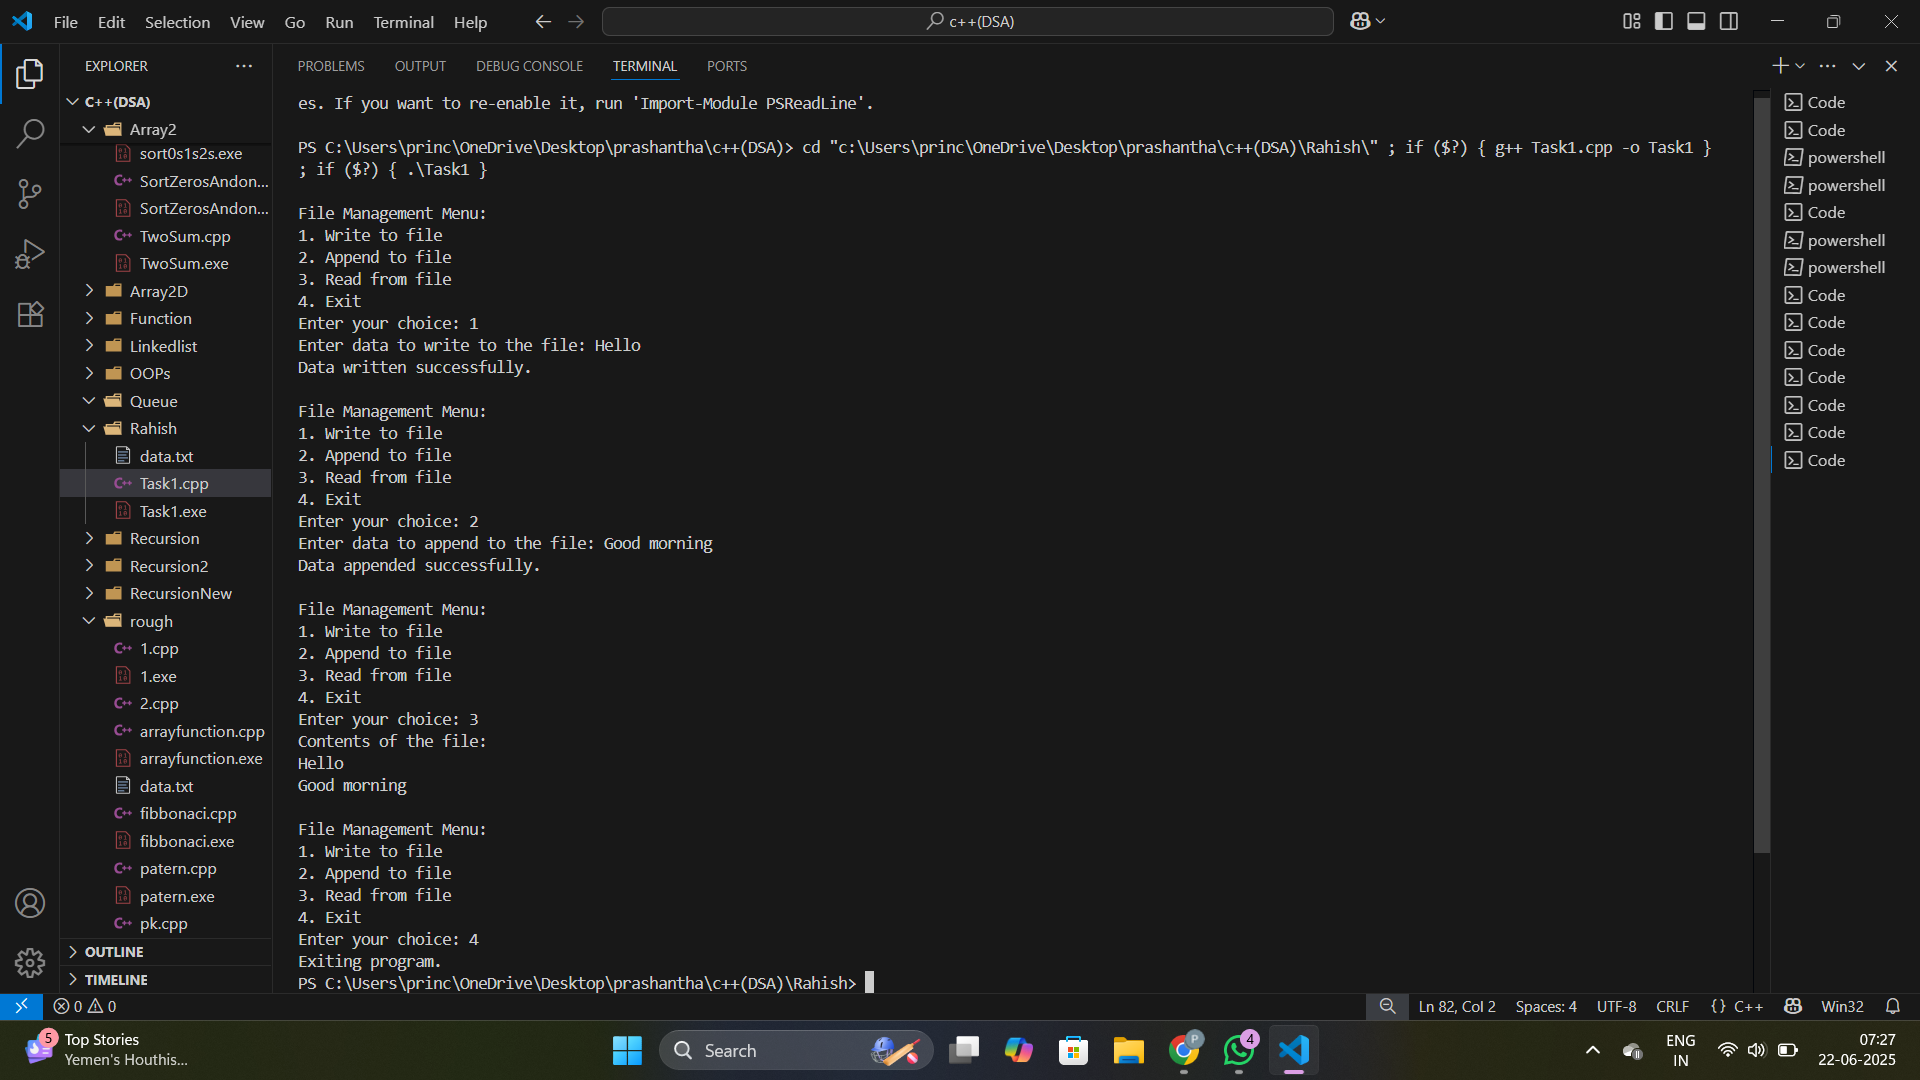 File Edit Selection View Go Run Terminal Help
c++(DSA)
EXPLORER
C++(DSA)
Array2
sort0s1s2s.exe
SortZerosAndon...
SortZerosAndon...
TwoSum.cpp
TwoSum.exe
Array2D
Function
Linkedlist
OOPs
Queue
Rahish
data.txt
Task1.cpp
Task1.exe
Recursion
Recursion2
RecursionNew
rough
1.cpp
1.exe
2.cpp
arrayfunction.cpp
arrayfunction.exe
data.txt
fibbonaci.cpp
fibbonaci.exe
patern.cpp
patern.exe
pk.cpp
OUTLINE
TIMELINE
PROBLEMS OUTPUT DEBUG CONSOLE TERMINAL PORTS
es. If you want to re-enable it, run 'Import-Module PSReadLine'.
PS C:\Users\princ\OneDrive\Desktop\prashantha\c++(DSA)> cd "c:\Users\princ\OneDrive\Desktop\prashantha\c++(DSA)\Rahish\" ; if ($?) { g++ Task1.cpp -o Task1 }
; if ($?) { .\Task1 }
File Management Menu:
1. Write to file
2. Append to file
3. Read from file
4. Exit
Enter your choice: 1
Enter data to write to the file: Hello
Data written successfully.
File Management Menu:
1. Write to file
2. Append to file
3. Read from file
4. Exit
Enter your choice: 2
Enter data to append to the file: Good morning
Data appended successfully.
File Management Menu:
1. Write to file
2. Append to file
3. Read from file
4. Exit
Enter your choice: 3
Contents of the file:
Hello
Good morning
File Management Menu:
1. Write to file
2. Append to file
3. Read from file
4. Exit
Enter your choice: 4
Exiting program.
PS C:\Users\princ\OneDrive\Desktop\prashantha\c++(DSA)\Rahish>
Code
Code
powershell
powershell
Code
powershell
powershell
Code
Code
Code
Code
Code
Code
Code
0 0
Ln 82, Col 2 Spaces: 4 UTF-8 CRLF {} C++ Win32
5
Top Stories
Yemen's Houthis...
Search
P
4
ENG
IN
07:27
22-06-2025